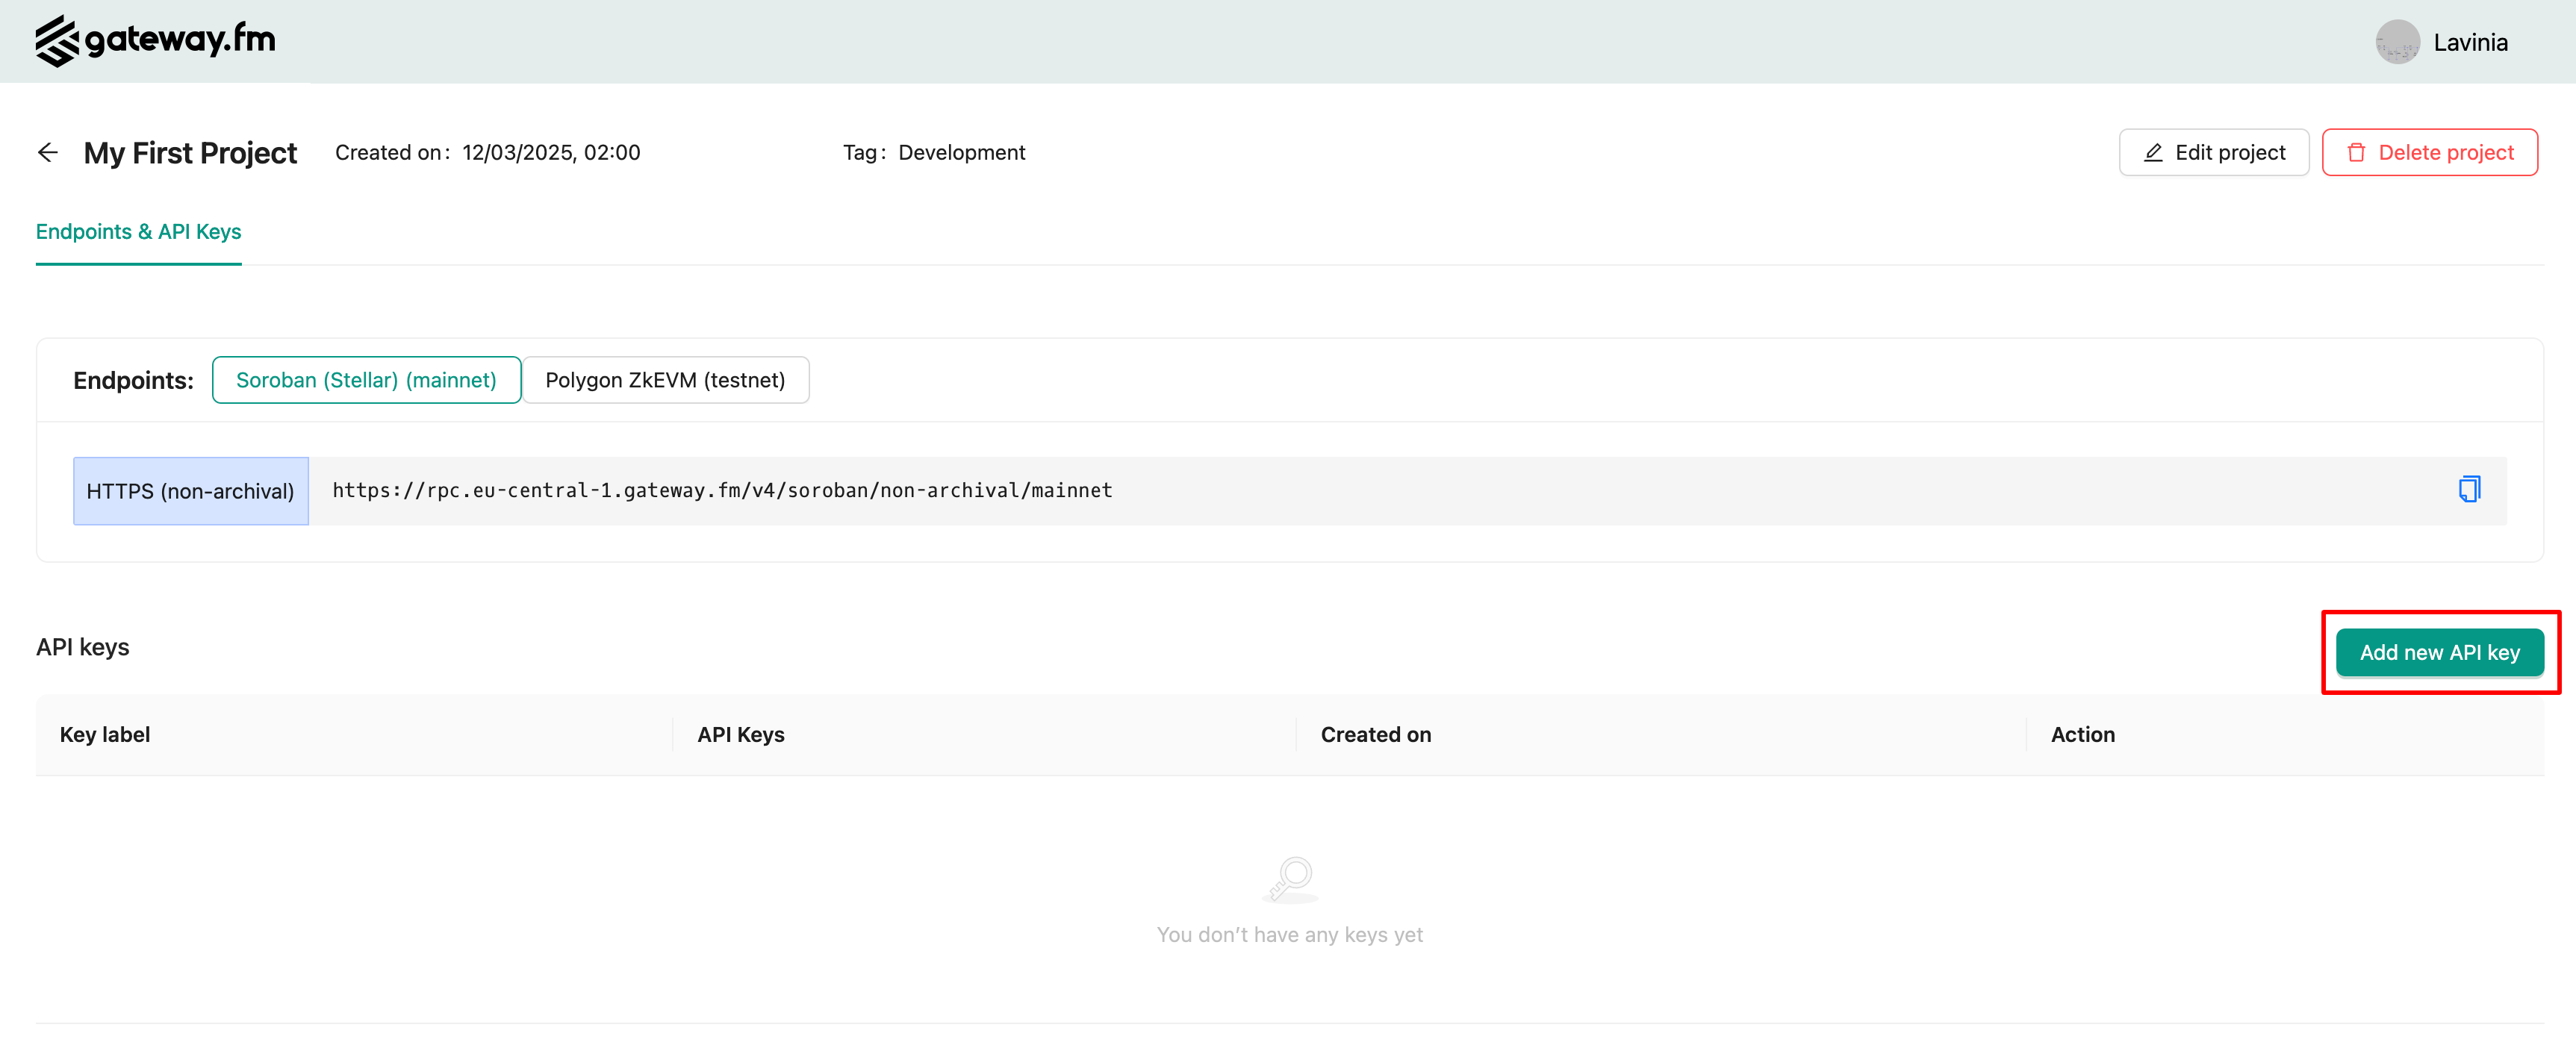 gateway.fm
Lavinia
My First Project Created on: 12/03/2025, 02:00 Tag: Development Edit project Delete project
Endpoints & API Keys
Endpoints: Soroban (Stellar) (mainnet) Polygon ZkEVM (testnet)
HTTPS (non-archival) https://rpc.eu-central-1.gateway.fm/v4/soroban/non-archival/mainnet
API keys Add new API key
Key label API Keys Created on Action
You don't have any keys yet